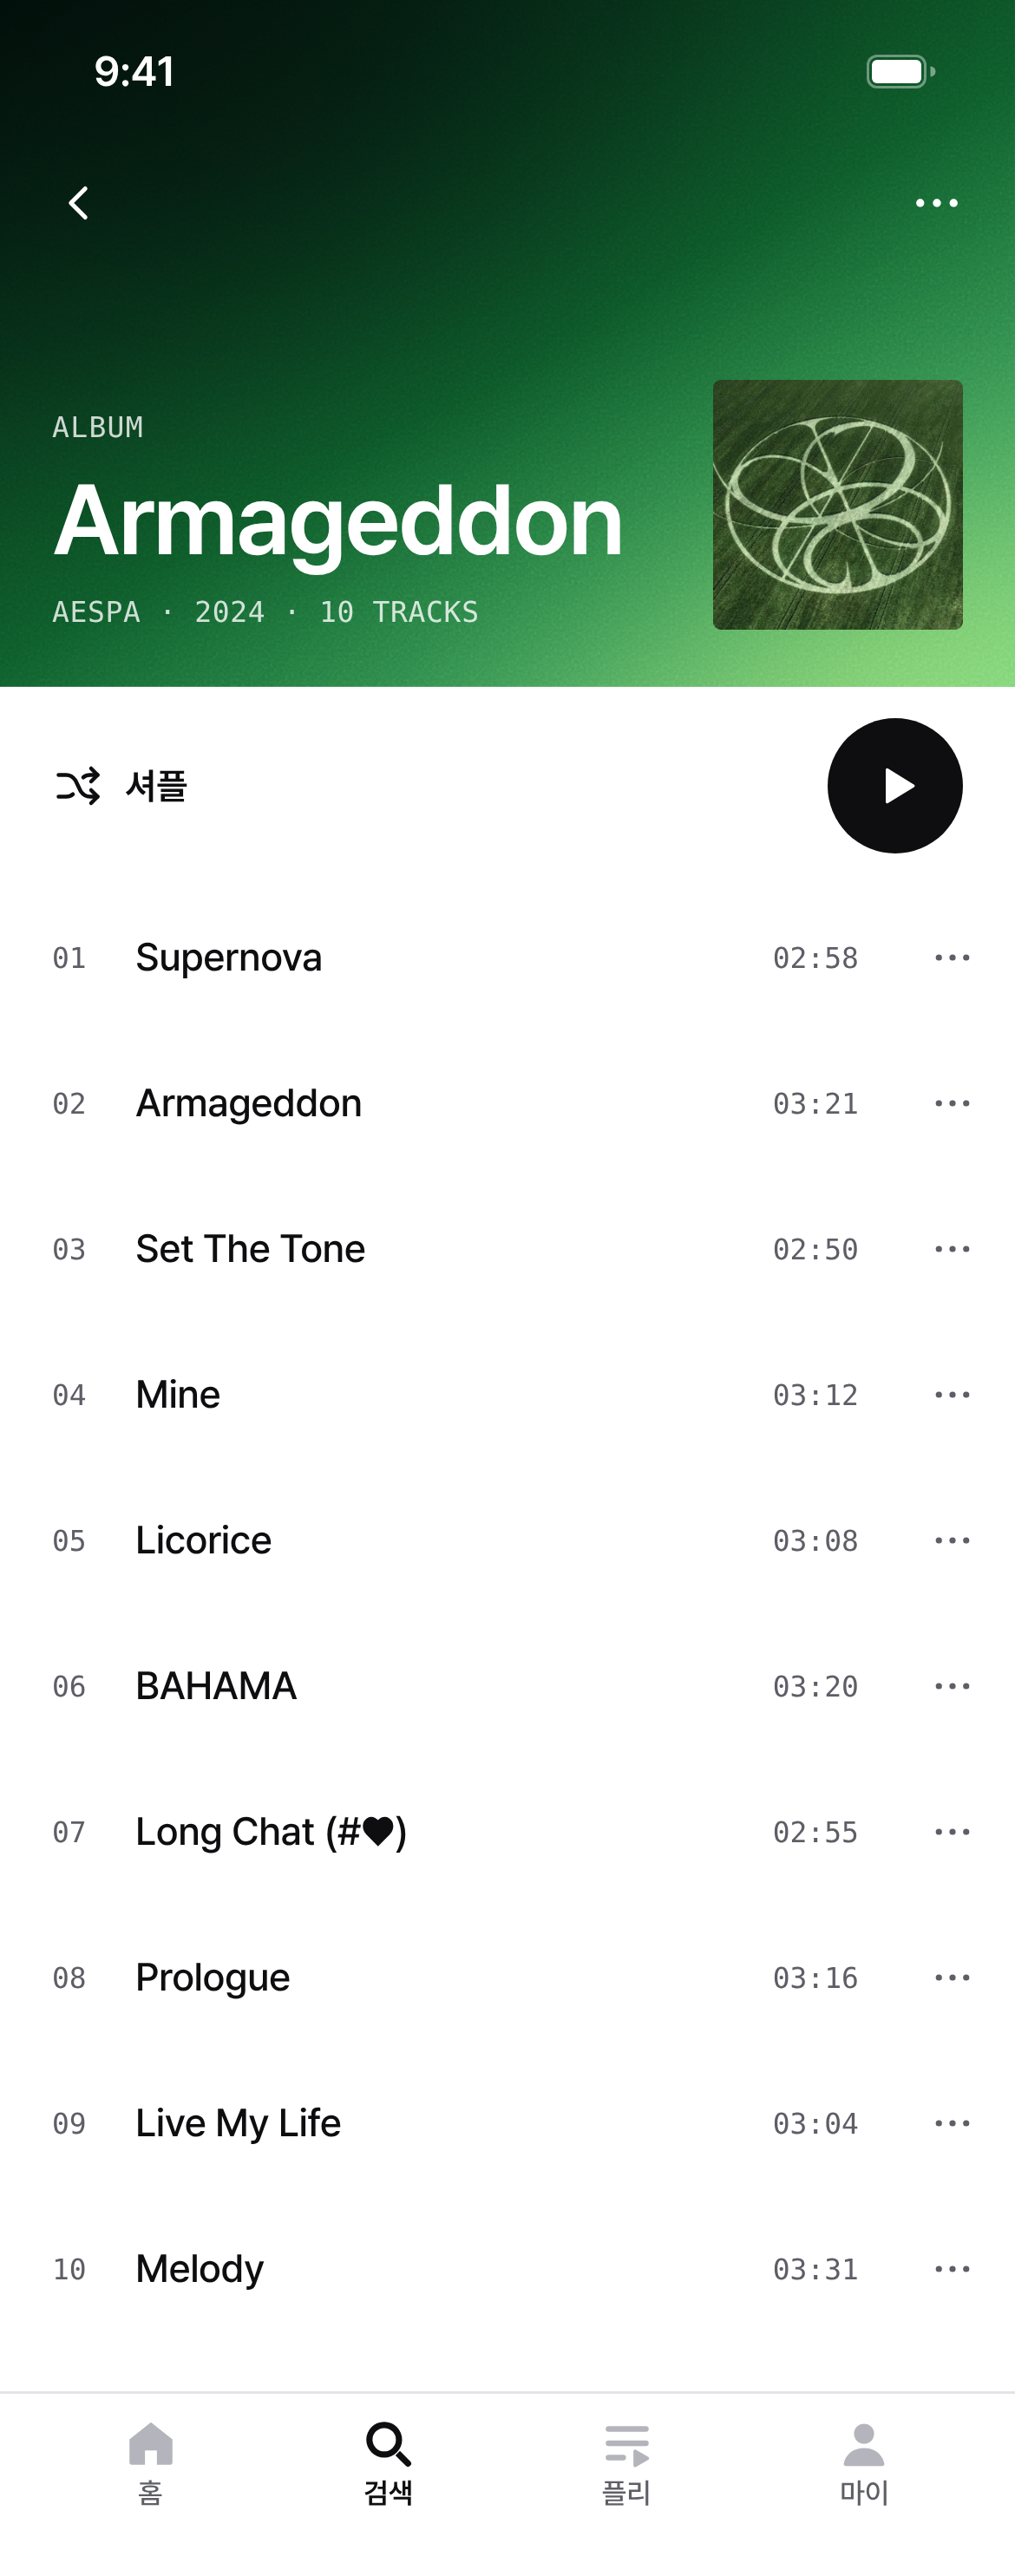 9:41
ALBUM
Armageddon
AESPA · 2024 · 10 TRACKS
셔플
01 Supernova 02:58
02 Armageddon 03:21
03 Set The Tone 02:50
04 Mine 03:12
05 Licorice 03:08
06 BAHAMA 03:20
07 Long Chat (#♥) 02:55
08 Prologue 03:16
09 Live My Life 03:04
10 Melody 03:31
홈 검색 플리 마이